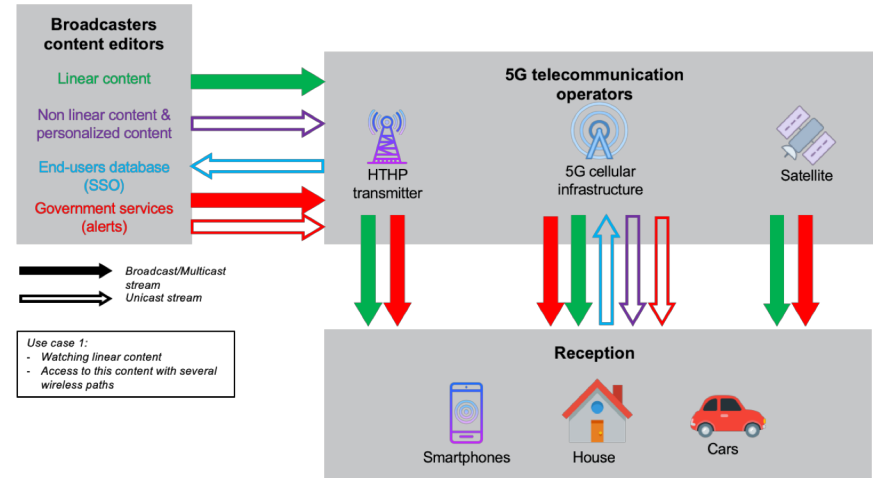 Broadcasters
content editors
Linear content
Non linear content &
personalized content
End-users database
(SSO)
Government services
(alerts)
5G telecommunication
operators
HTHP
transmitter
5G cellular
infrastructure
Satellite
Broadcast/Multicast
stream
Unicast stream
Use case 1:
- Watching linear content
- Access to this content with several
wireless paths
Reception
Smartphones
House
Cars